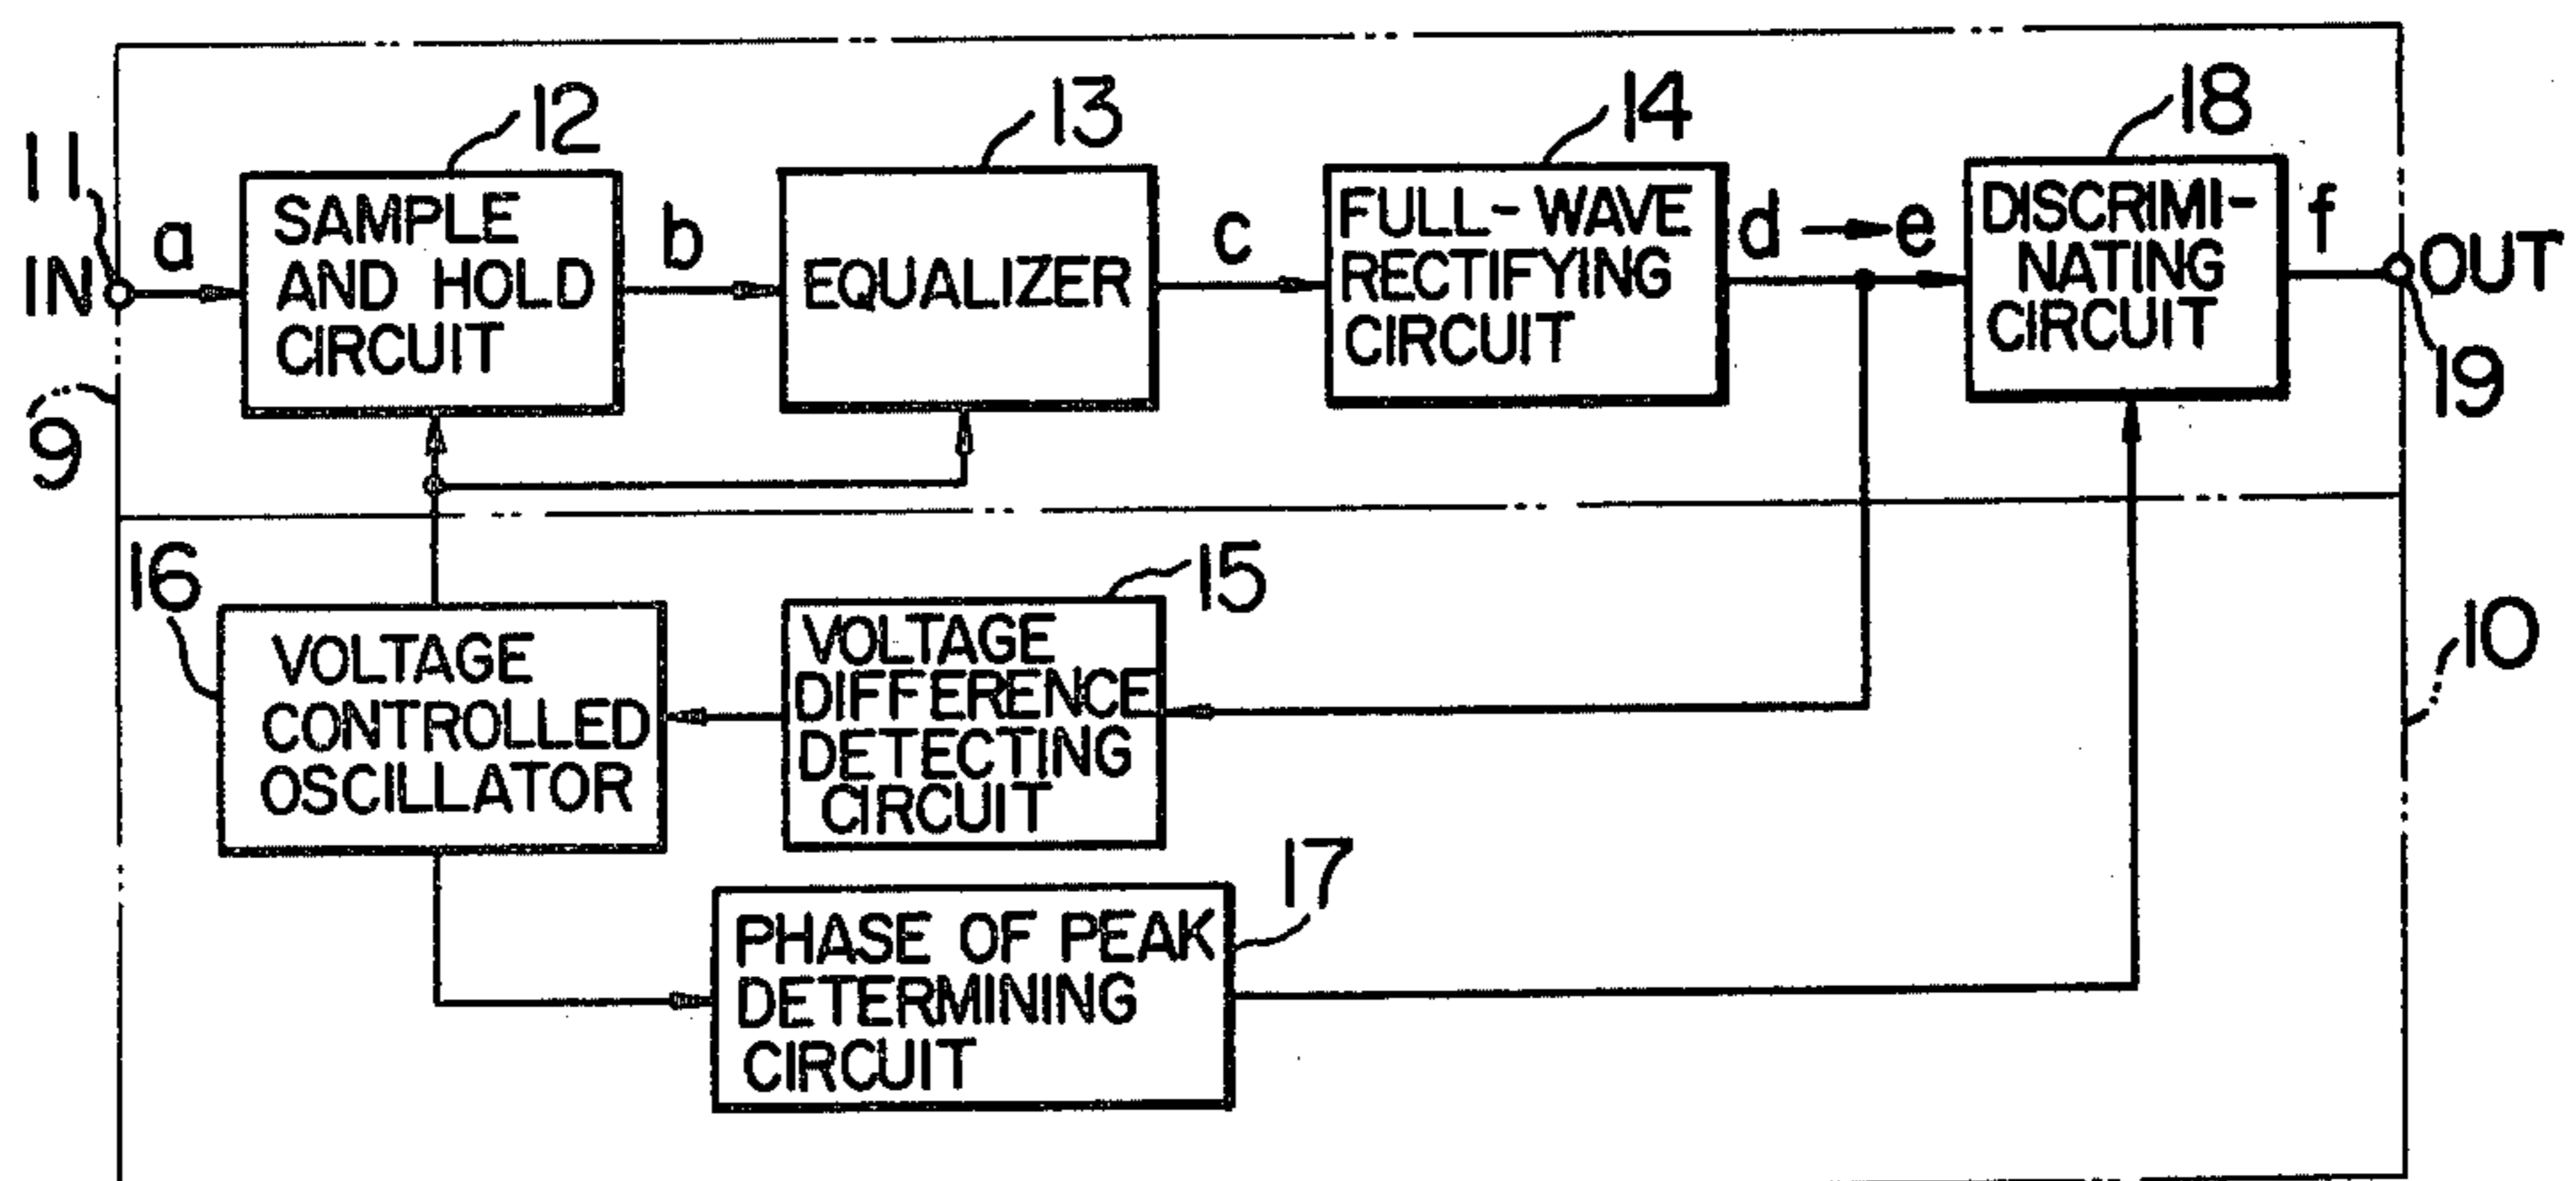 12
13
14
18
11
IN
a
SAMPLE
AND HOLD
CIRCUIT
b
EQUALIZER
c
FULL-WAVE
RECTIFYING
CIRCUIT
d → e
DISCRIMI-
NATING
CIRCUIT
f
OUT
19
9
16
VOLTAGE
CONTROLLED
OSCILLATOR
15
VOLTAGE
DIFFERENCE
DETECTING
CIRCUIT
10
17
PHASE OF PEAK
DETERMINING
CIRCUIT